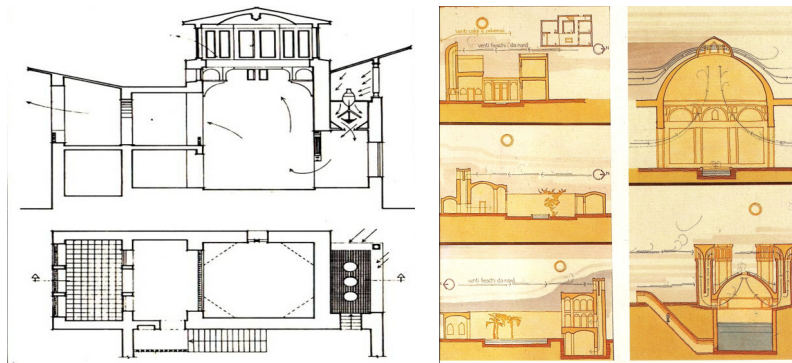 venti caldi e polverosi
venti freschi da nord
N
N
venti freschi da nord